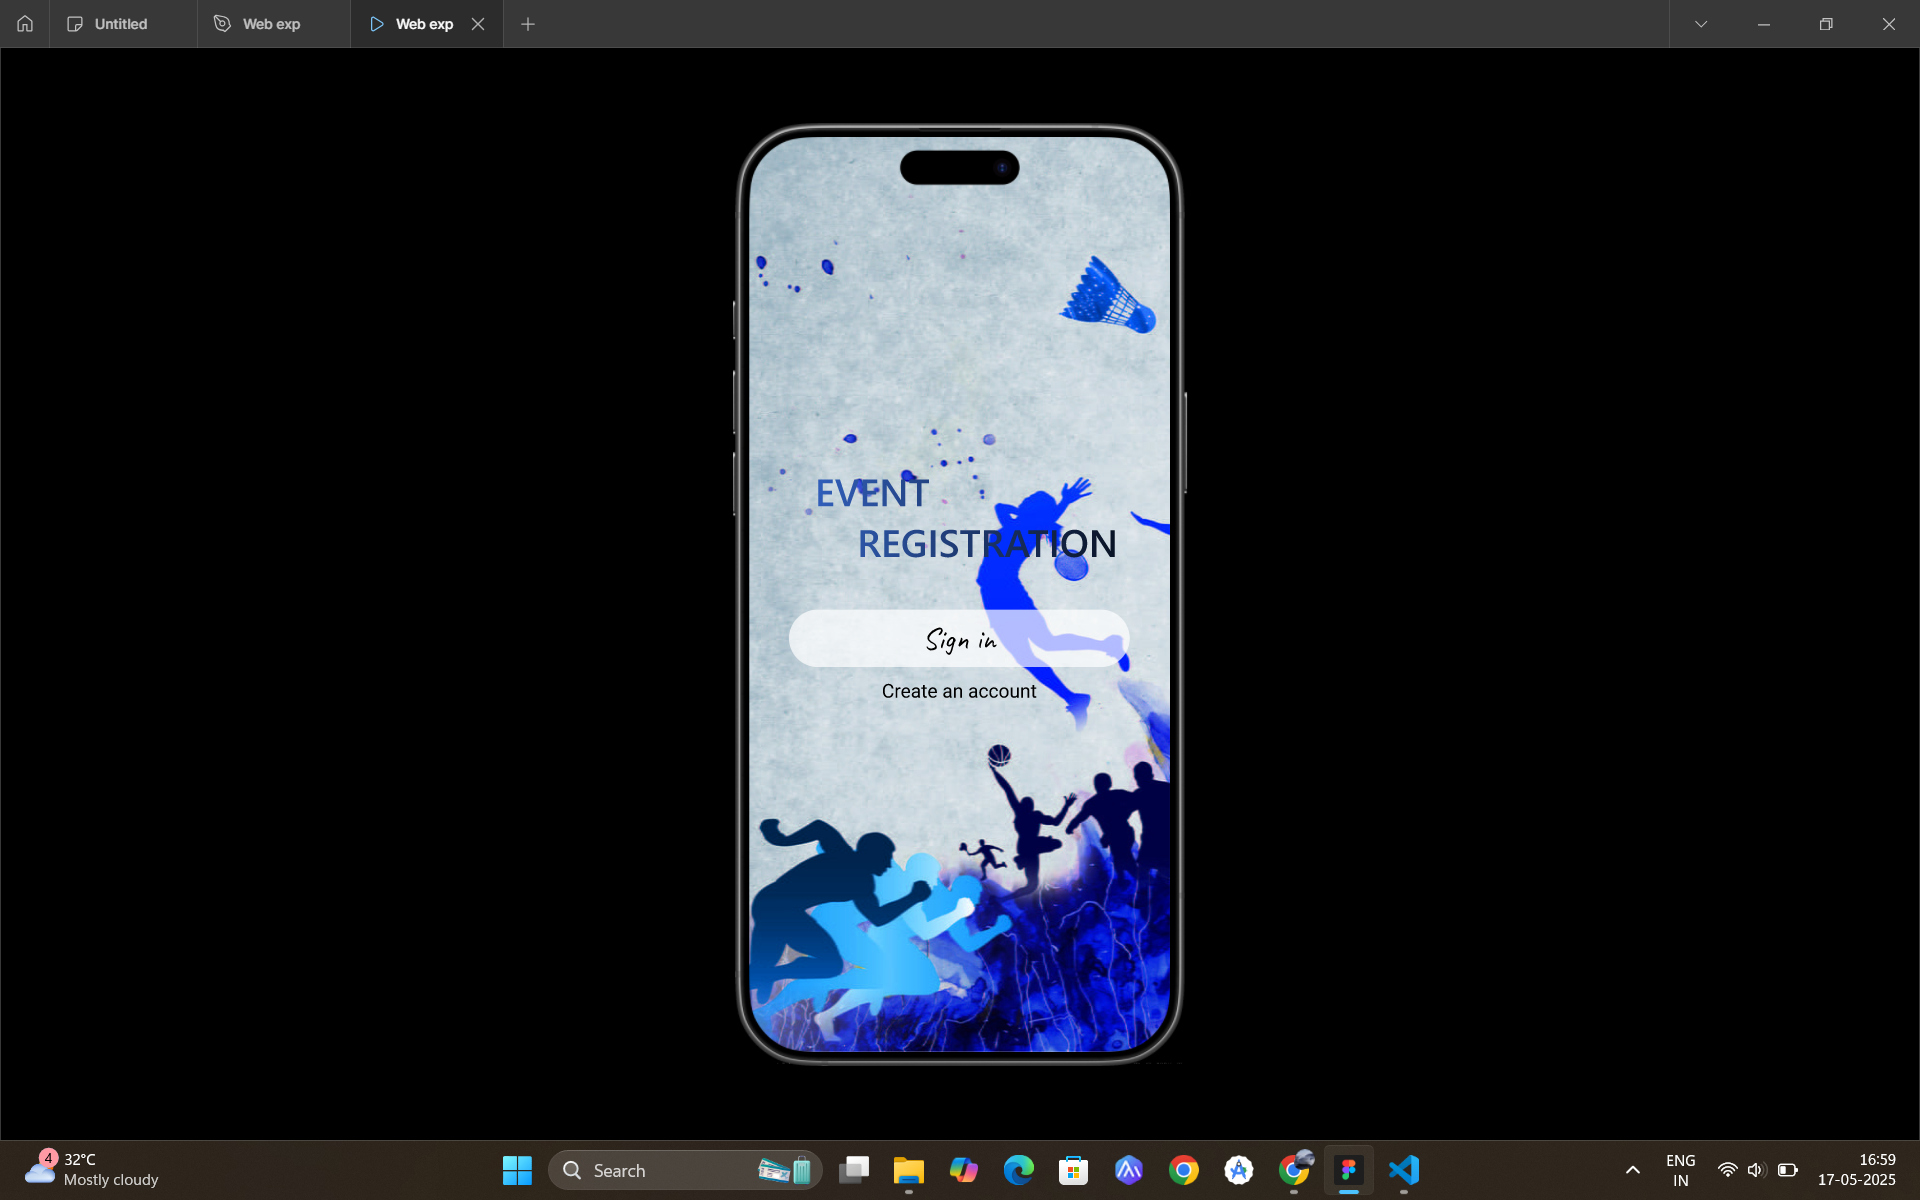 Untitled
Web exp
Web exp
EVENT
REGISTRATION
Sign in
Create an account
4
32°C
Mostly cloudy
Search
ENG
IN
16:59
17-05-2025